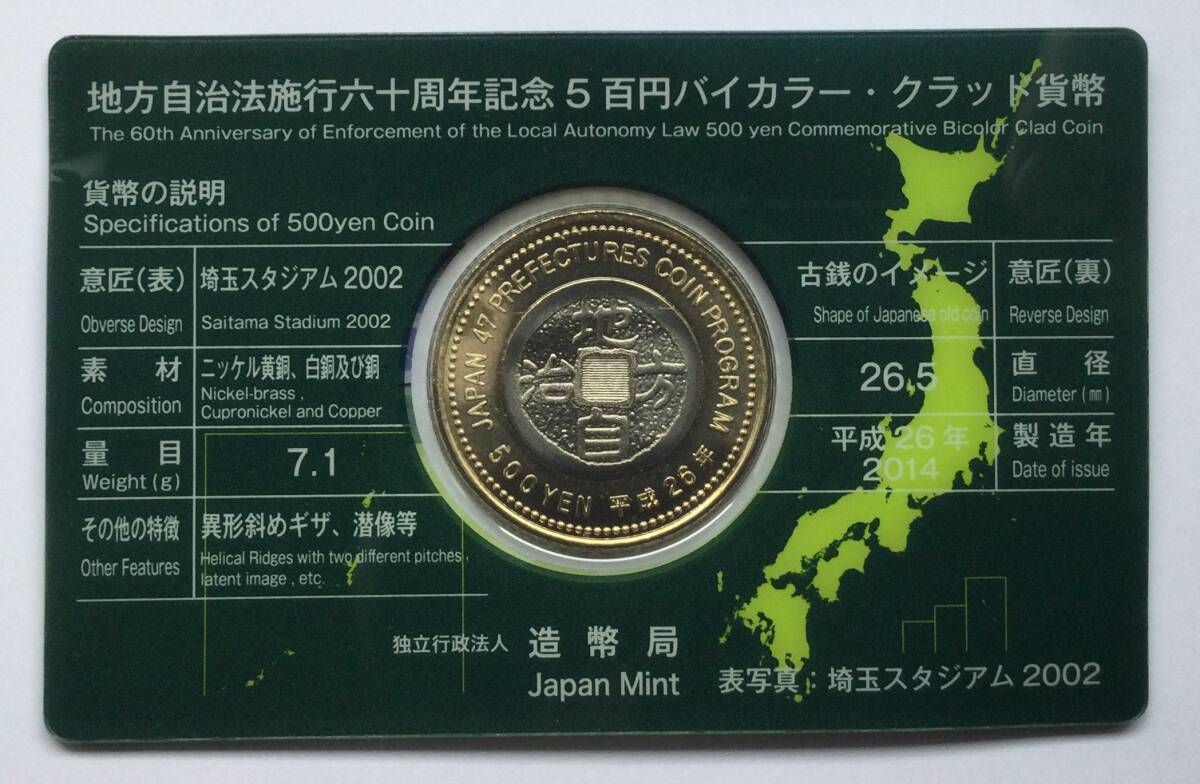 地方自治法施行六十周年記念 5 百円バイカラー・クラッド貨幣
The 60th Anniversary of Enforcement of the Local Autonomy Law 500 yen Commemorative Bicolor Clad Coin
貨幣の説明
Specifications of 500yen Coin
意匠(表)
Obverse Design
埼玉スタジアム 2002
Saitama Stadium 2002
素 材
Composition
ニッケル黄銅、白銅及び銅
Nickel-brass,
Cupronickel and Copper
量 目
Weight (g)
7.1
その他の特徴
Other Features
異形斜めギザ、潜像等
Helical Ridges with two different pitches,
latent image, etc.
JAPAN 47 PREFECTURES COIN PROGRAM
地
方
自
治
500 YEN 平成26年
古銭のイメージ
Shape of Japanese old coin
意匠(裏)
Reverse Design
26.5
直 径
Diameter (㎜)
平成 26 年
2014
製造年
Date of issue
独立行政法人 造幣局
Japan Mint
表写真:埼玉スタジアム 2002